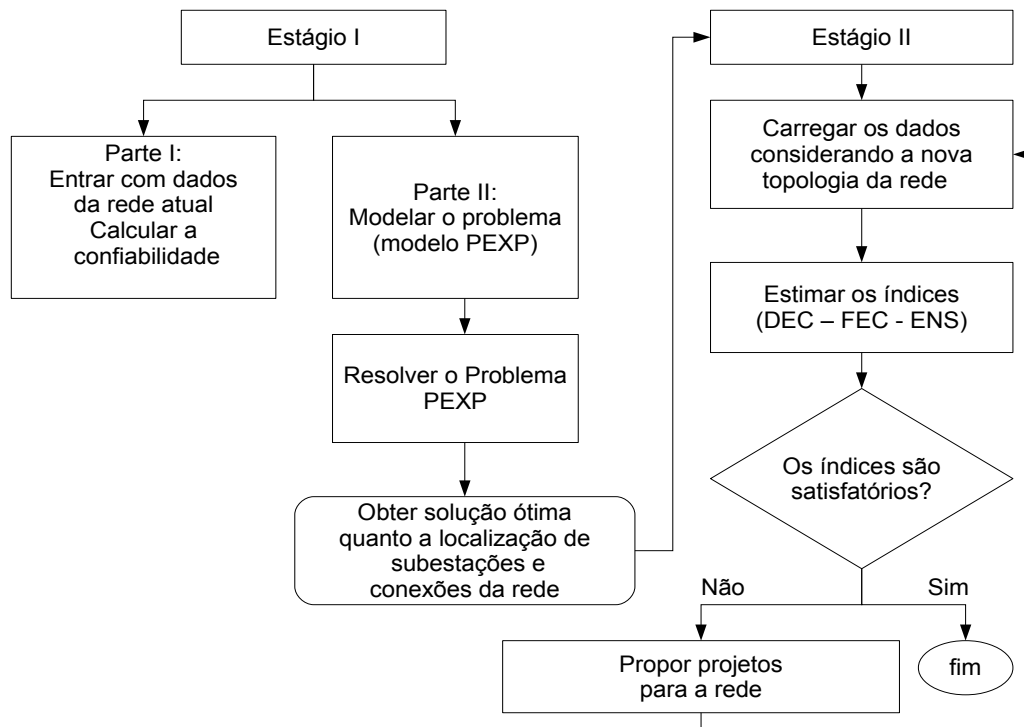 Estágio I
Parte I:
Entrar com dados
da rede atual
Calcular a
confiabilidade
Parte II:
Modelar o problema
(modelo PEXP)
Resolver o Problema
PEXP
Obter solução ótima
quanto a localização de
subestações e
conexões da rede
Estágio II
Carregar os dados
considerando a nova
topologia da rede
Estimar os índices
(DEC – FEC - ENS)
Os índices são
satisfatórios?
Não
Sim
Propor projetos
para a rede
fim